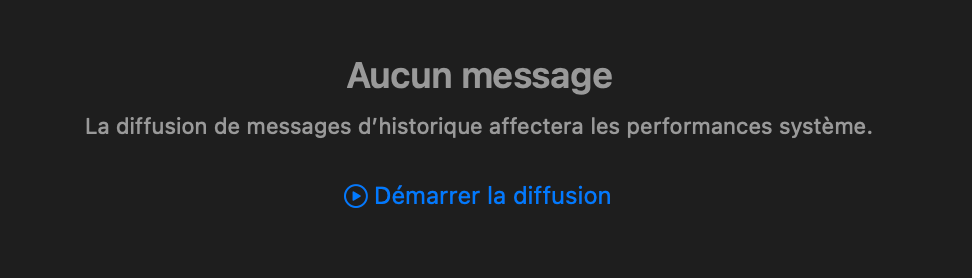 Aucun message
La diffusion de messages d’historique affectera les performances système.
Démarrer la diffusion